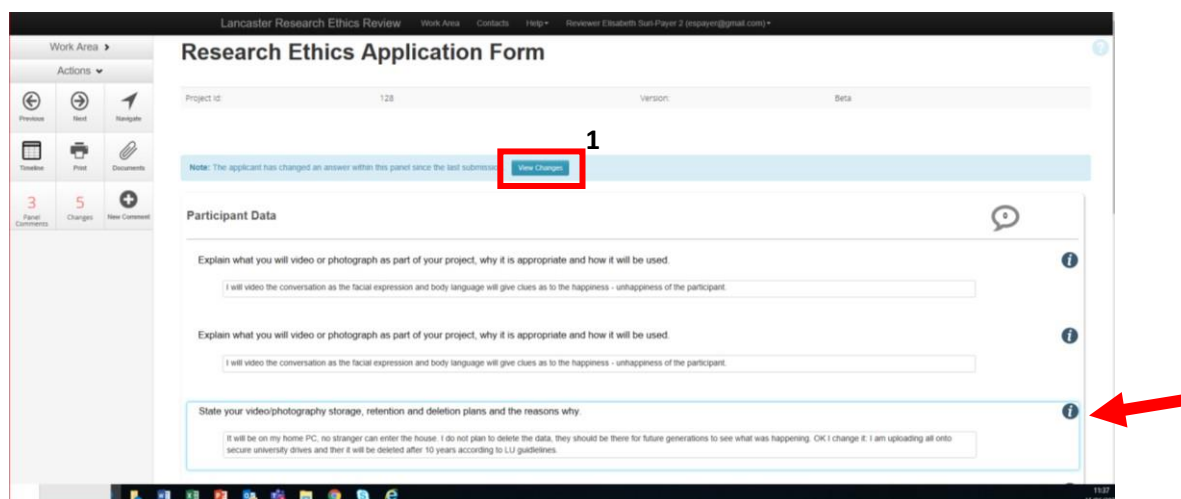 Lancaster Research Ethics Review Work Area Contacts Help Reviewer Elisabeth Suri-Payer 2 (espayer@gmail.com)
Work Area
Actions
Previous Next Navigate
Timeline Print Documents
3 5
Panel Comments Changes New Comment
Research Ethics Application Form
Project Id: 128 Version: Beta
1
Note: The applicant has changed an answer within this panel since the last submission View Changes
Participant Data
0
Explain what you will video or photograph as part of your project, why it is appropriate and how it will be used.
I will video the conversation as the facial expression and body language will give clues as to the happiness - unhappiness of the participant.
Explain what you will video or photograph as part of your project, why it is appropriate and how it will be used.
I will video the conversation as the facial expression and body language will give clues as to the happiness - unhappiness of the participant.
State your video/photography storage, retention and deletion plans and the reasons why.
It will be on my home PC, no stranger can enter the house. I do not plan to delete the data, they should be there for future generations to see what was happening. OK I change it: I am uploading all onto
secure university drives and ther it will be deleted after 10 years according to LU guidielines.
11:37